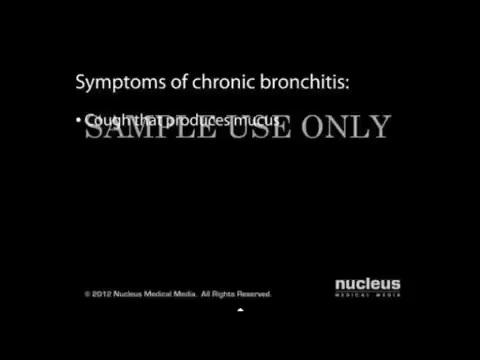 Symptoms of chronic bronchitis:
• Cough that produces mucus
SAMPLE USE ONLY
© 2012 Nucleus Medical Media. All Rights Reserved.
nucleus
MEDICAL MEDIA